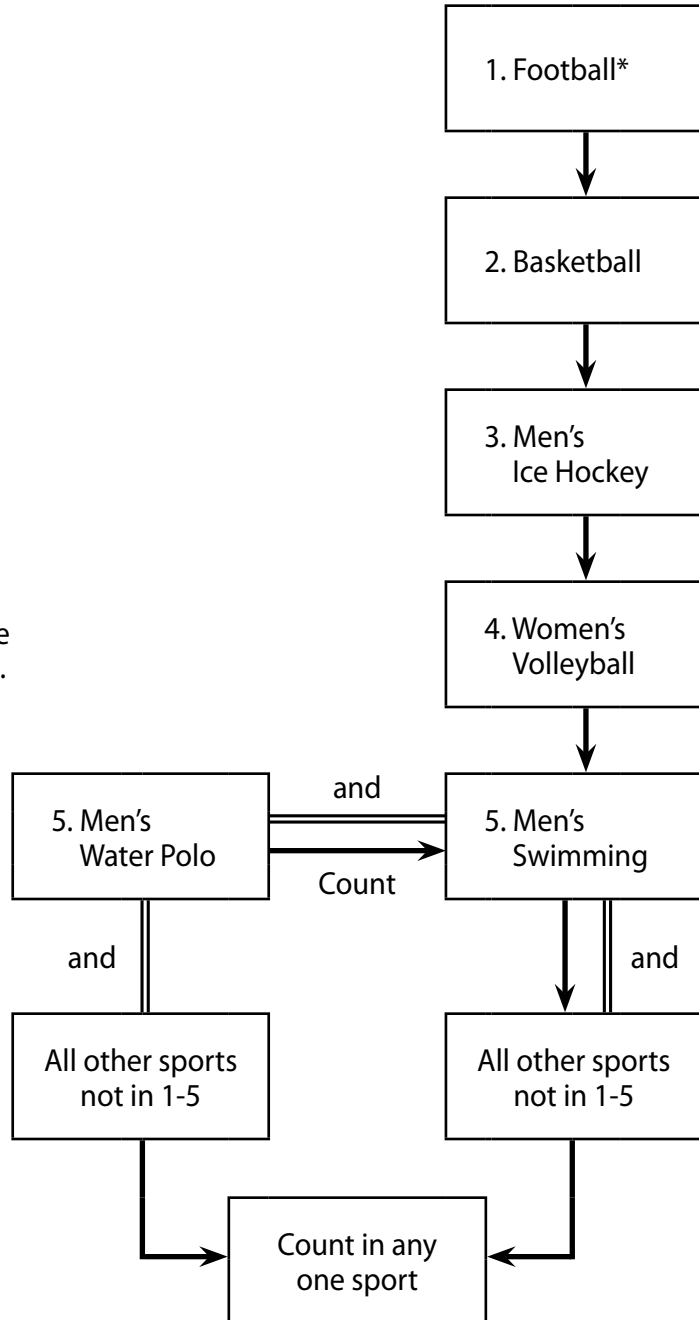 1. Football*
2. Basketball
3. Men's
Ice Hockey
4. Women's
Volleyball
.
and
5. Men's
Water Polo
5. Men's
Swimming
Count
and
and
All other sports
not in 1-5
All other sports
not in 1-5
Count in any
one sport